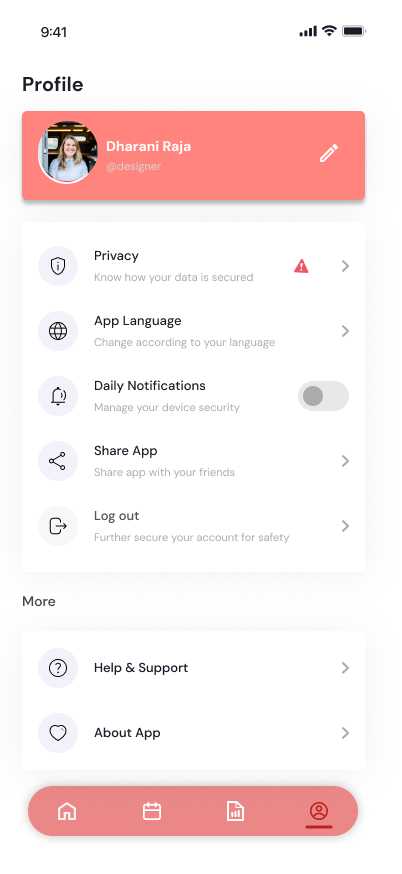 9:41
Profile
Dharani Raja
@designer
Privacy
Know how your data is secured
App Language
Change according to your language
Daily Notifications
Manage your device security
Share App
Share app with your friends
Log out
Further secure your account for safety
More
Help & Support
About App